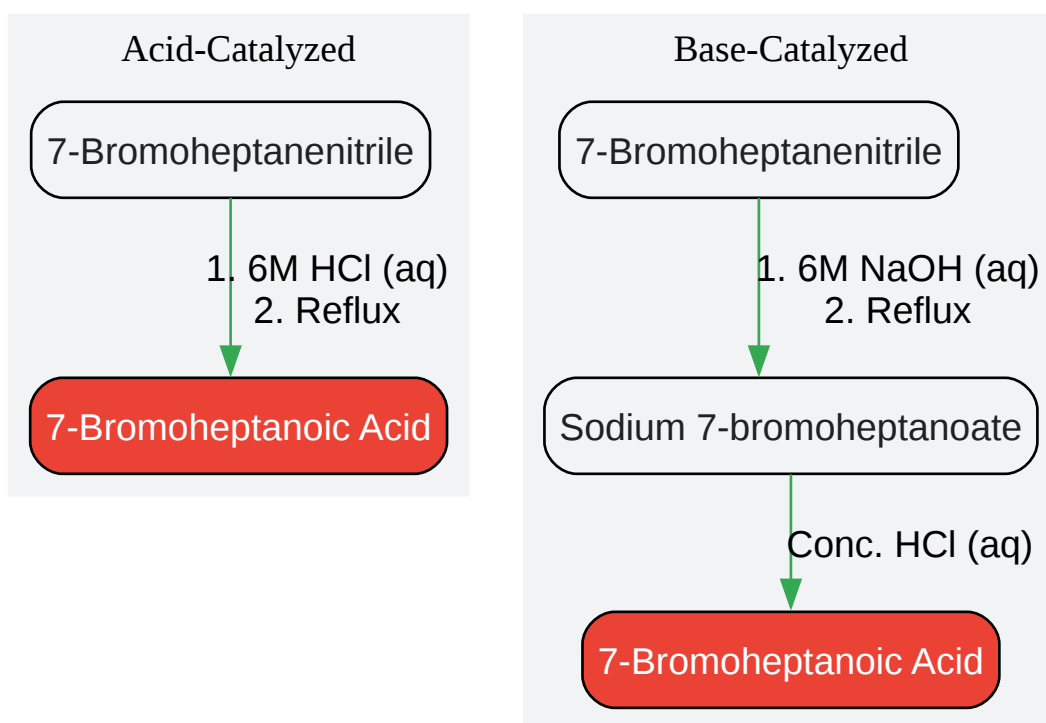 Acid-Catalyzed
7-Bromoheptanenitrile
1. 6M HCl (aq)
2. Reflux
7-Bromoheptanoic Acid
Base-Catalyzed
7-Bromoheptanenitrile
1. 6M NaOH (aq)
2. Reflux
Sodium 7-bromoheptanoate
Conc. HCl (aq)
7-Bromoheptanoic Acid